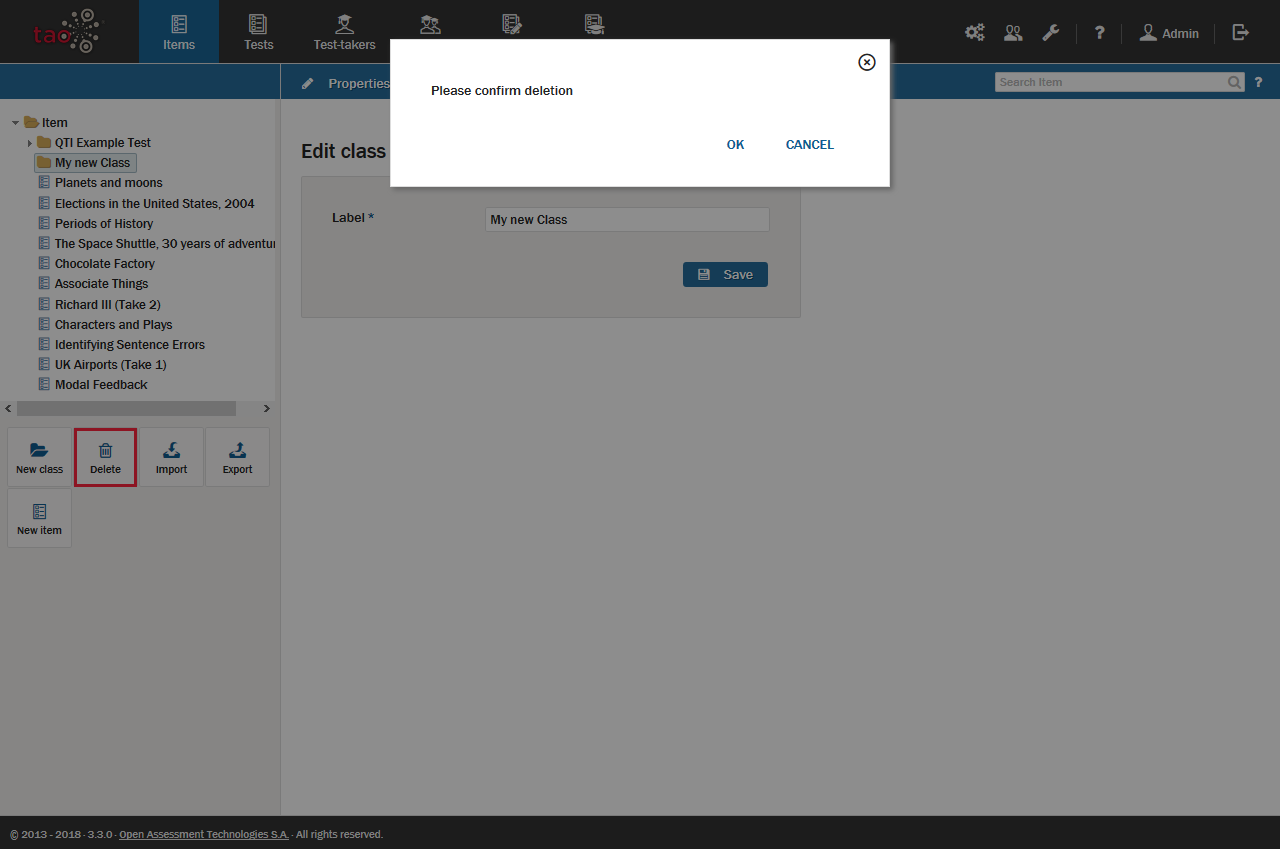 tao
Items
Tests
Test-takers
?
Admin
Please confirm deletion
OK
CANCEL
Properties
Search Item
?
Item
QTI Example Test
My new Class
Planets and moons
Elections in the United States, 2004
Periods of History
The Space Shuttle, 30 years of adventu
Chocolate Factory
Associate Things
Richard III (Take 2)
Characters and Plays
Identifying Sentence Errors
UK Airports (Take 1)
Modal Feedback
New class
Delete
Import
Export
New item
Edit class
Label *
My new Class
Save
© 2013 - 2018 · 3.3.0 · Open Assessment Technologies S.A. · All rights reserved.